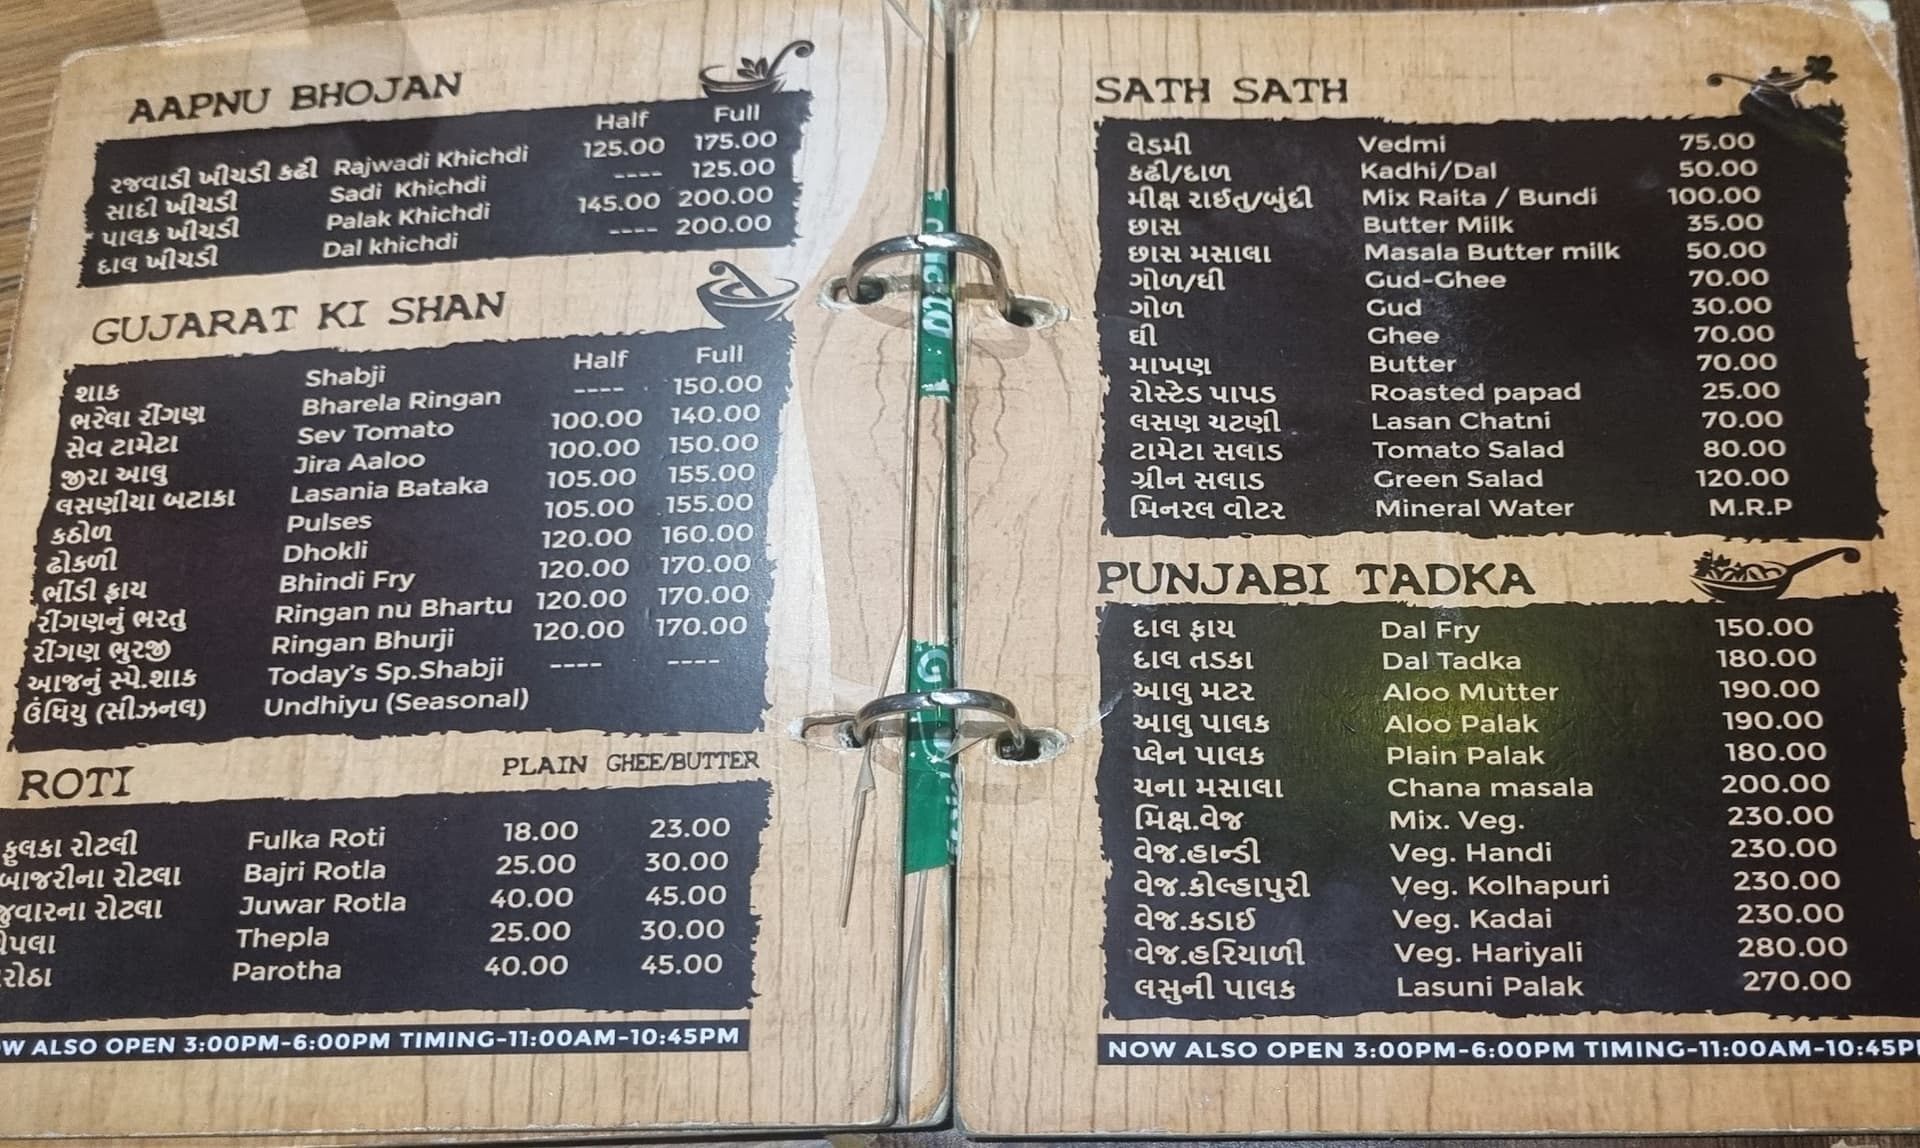 AAPNU BHOJAN
Half Full
રજવાડી ખીચડી કઢી Rajwadi Khichdi 125.00 175.00
સાદી ખીચડી Sadi Khichdi ---- 125.00
પાલક ખીચડી Palak Khichdi 145.00 200.00
દાલ ખીચડી Dal khichdi ---- 200.00
GUJARAT KI SHAN
શાક Shabji Half Full
ભરેલા રીંગણ Bharela Ringan ---- 150.00
સેવ ટામેટા Sev Tomato 100.00 140.00
જીરા આલુ Jira Aaloo 100.00 150.00
લસણીયા બટાકા Lasania Bataka 105.00 155.00
કઠોળ Pulses 105.00 155.00
ઢોકળી Dhokli 120.00 160.00
ભીંડી ફ્રાય Bhindi Fry 120.00 170.00
રીંગણનું ભરતુ Ringan nu Bhartu 120.00 170.00
રીંગણ ભુરજી Ringan Bhurji 120.00 170.00
આજનું સ્પે.શાક Today's Sp.Shabji ---- ----
ઉંધિયુ (સીઝનલ) Undhiyu (Seasonal)
ROTI PLAIN GHEE/BUTTER
ફુલકા રોટલી Fulka Roti 18.00 23.00
બાજરીના રોટલા Bajri Rotla 25.00 30.00
જુવારના રોટલા Juwar Rotla 40.00 45.00
પલા Thepla 25.00 30.00
રોઠા Parotha 40.00 45.00
OW ALSO OPEN 3:00PM-6:00PM TIMING-11:00AM-10:45PM
SATH SATH
વેડમી Vedmi 75.00
કઢી/દાળ Kadhi/Dal 50.00
મીક્ષ રાઈતુ/બુંદી Mix Raita / Bundi 100.00
છાસ Butter Milk 35.00
છાસ મસાલા Masala Butter milk 50.00
ગોળ/ઘી Gud-Ghee 70.00
ગોળ Gud 30.00
ઘી Ghee 70.00
માખણ Butter 70.00
રોસ્ટેડ પાપડ Roasted papad 25.00
લસણ ચટણી Lasan Chatni 70.00
ટામેટા સલાડ Tomato Salad 80.00
ગ્રીન સલાડ Green Salad 120.00
મિનરલ વોટર Mineral Water M.R.P
PUNJABI TADKA
દાલ ફ્રાય Dal Fry 150.00
દાલ તડકા Dal Tadka 180.00
આલુ મટર Aloo Mutter 190.00
આલુ પાલક Aloo Palak 190.00
પ્લેન પાલક Plain Palak 180.00
ચના મસાલા Chana masala 200.00
મિક્ષ.વેજ Mix. Veg. 230.00
વેજ.હાન્ડી Veg. Handi 230.00
વેજ.કોલ્હાપુરી Veg. Kolhapuri 230.00
વેજ.કડાઈ Veg. Kadai 230.00
વેજ.હરિયાળી Veg. Hariyali 280.00
લસુની પાલક Lasuni Palak 270.00
NOW ALSO OPEN 3:00PM-6:00PM TIMING-11:00AM-10:45P